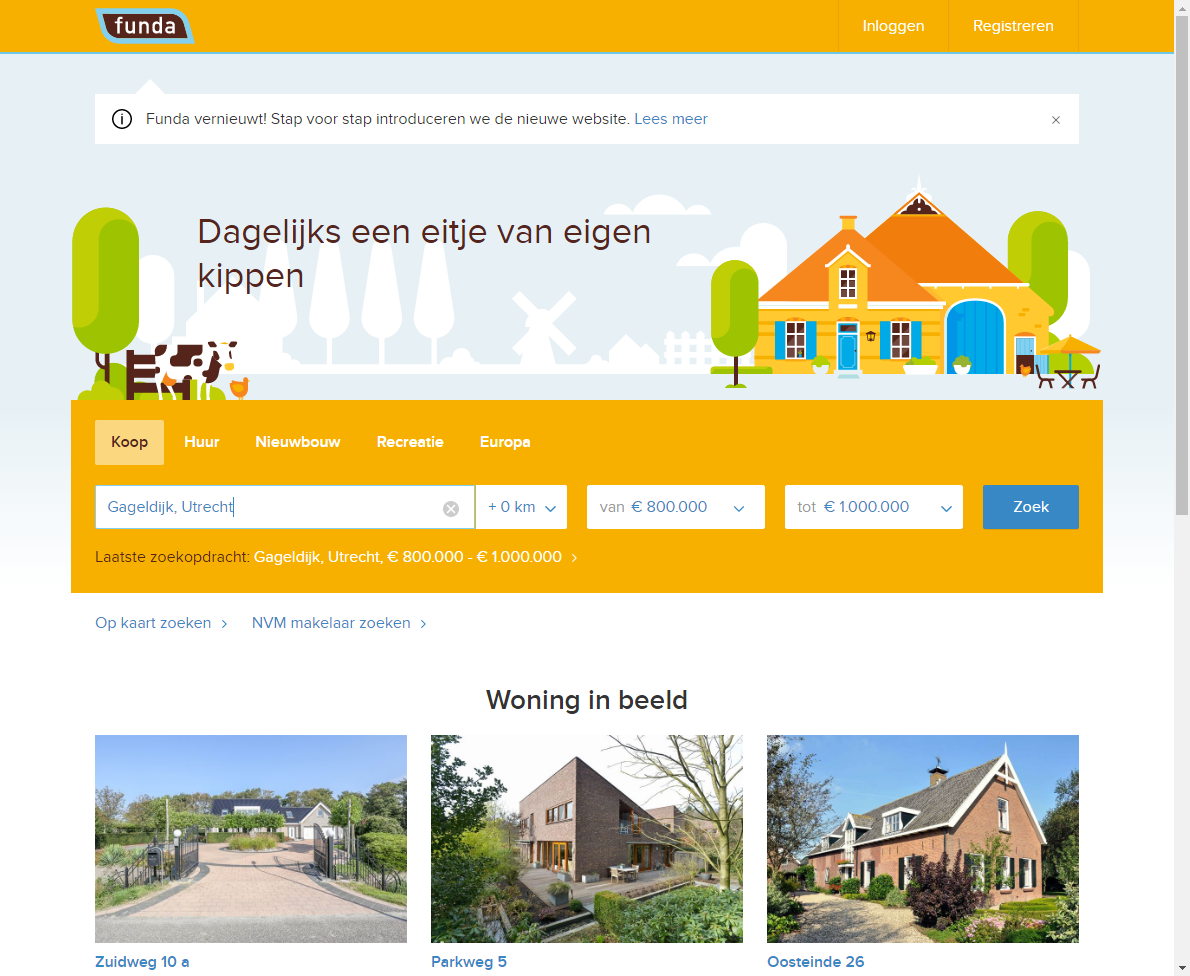 funda
Inloggen
Registreren
Funda vernieuwt! Stap voor stap introduceren we de nieuwe website. Lees meer
Dagelijks een eitje van eigen
kippen
Koop
Huur
Nieuwbouw
Recreatie
Europa
Gageldijk, Utrecht
+ 0 km
van € 800.000
tot € 1.000.000
Zoek
Laatste zoekopdracht: Gageldijk, Utrecht, € 800.000 - € 1.000.000
Op kaart zoeken
NVM makelaar zoeken
Woning in beeld
Zuidweg 10 a
Parkweg 5
Oosteinde 26